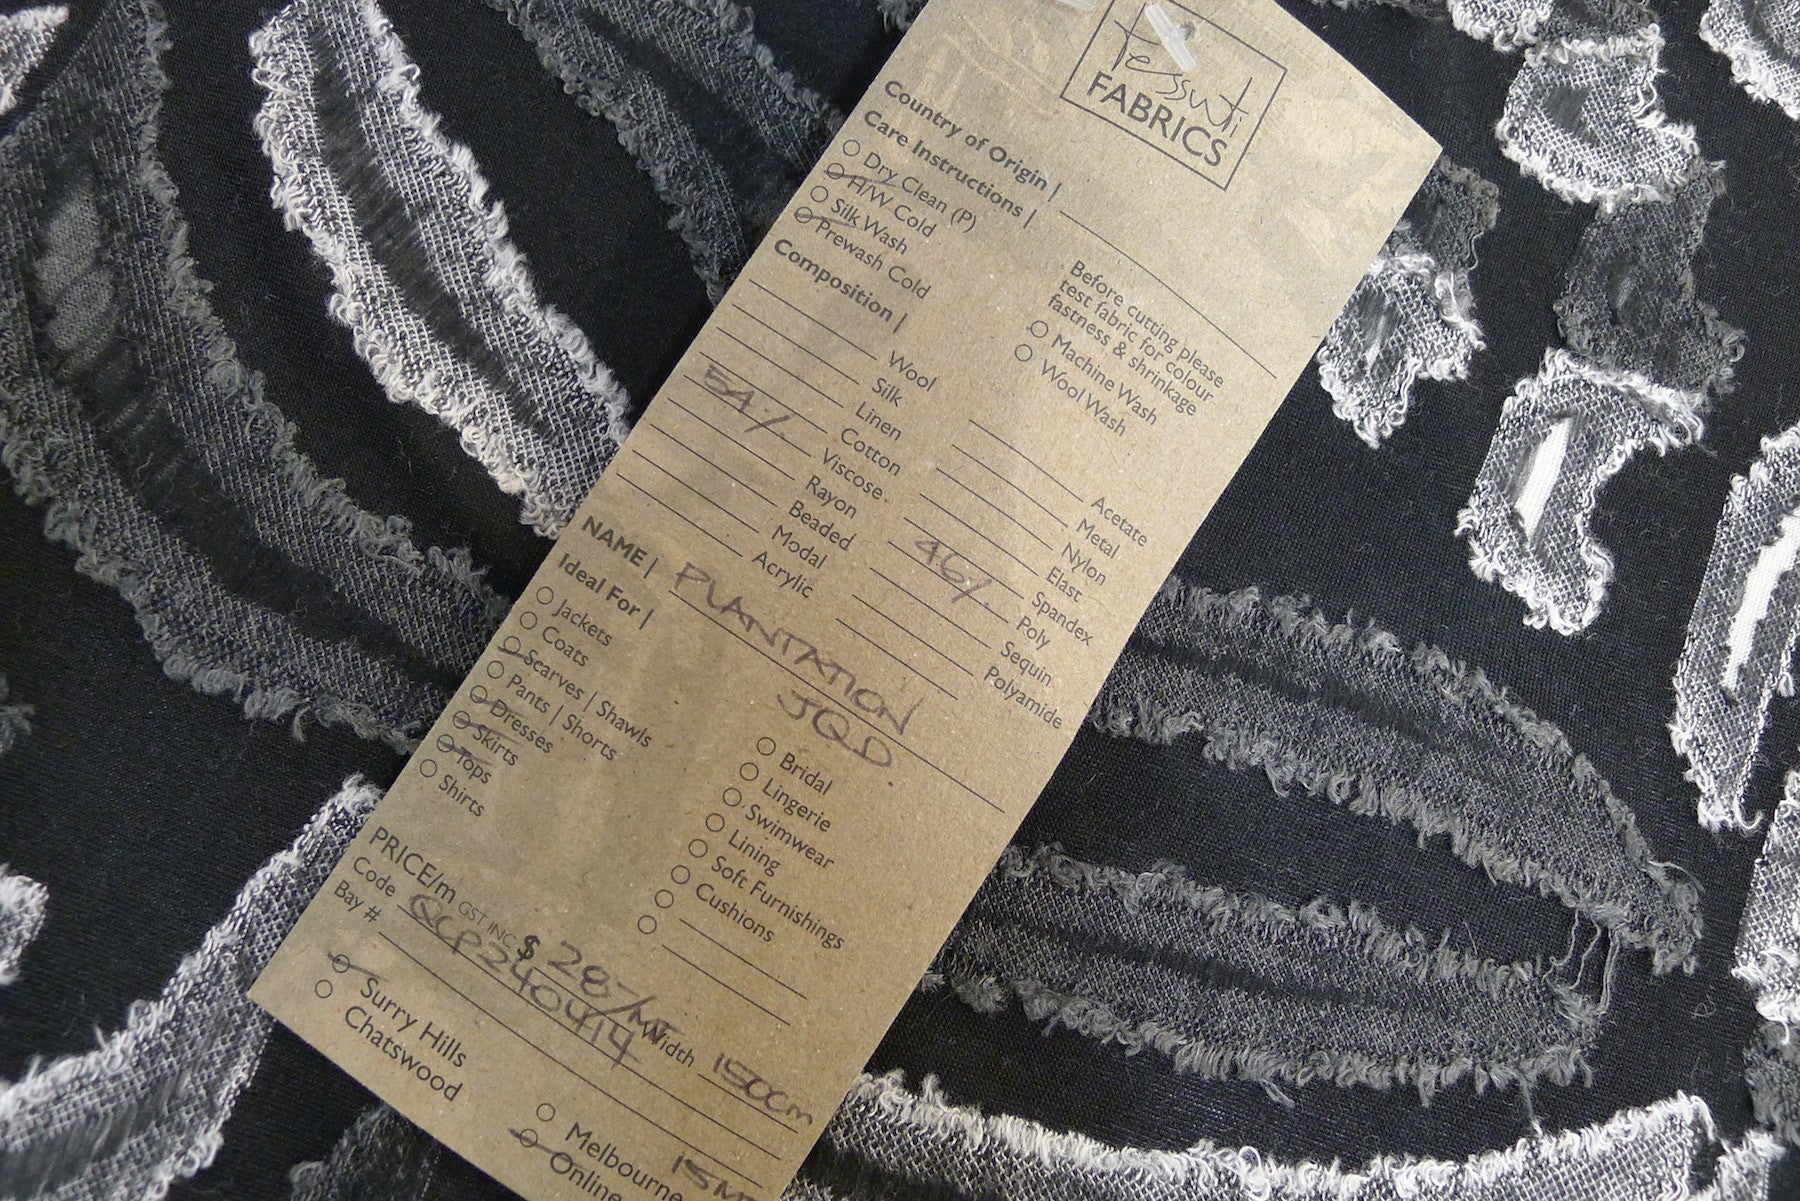 Tessuti
FABRICS
Country of Origin |
Care Instructions |
Dry Clean (P)
H/W Cold
Silk Wash
Prewash Cold
Before cutting please
test fabric for colour
fastness & shrinkage
Machine Wash
Wool Wash
Composition |
Wool
Silk
Linen
Cotton
54% Viscose
Rayon
Beaded
Modal
Acrylic
Acetate
Metal
Nylon
Elast
Spandex
46% Poly
Sequin
Polyamide
NAME | PLANTATION
JQD
Ideal For |
Jackets
Coats
Scarves | Shawls
Pants | Shorts
Dresses
Skirts
Tops
Shirts
Bridal
Lingerie
Swimwear
Lining
Soft Furnishings
Cushions
PRICE/m GST INC $ 28-/MT Width 150cm
Code QCP240414
Bay #
Surry Hills
Chatswood
Melbourne
Online